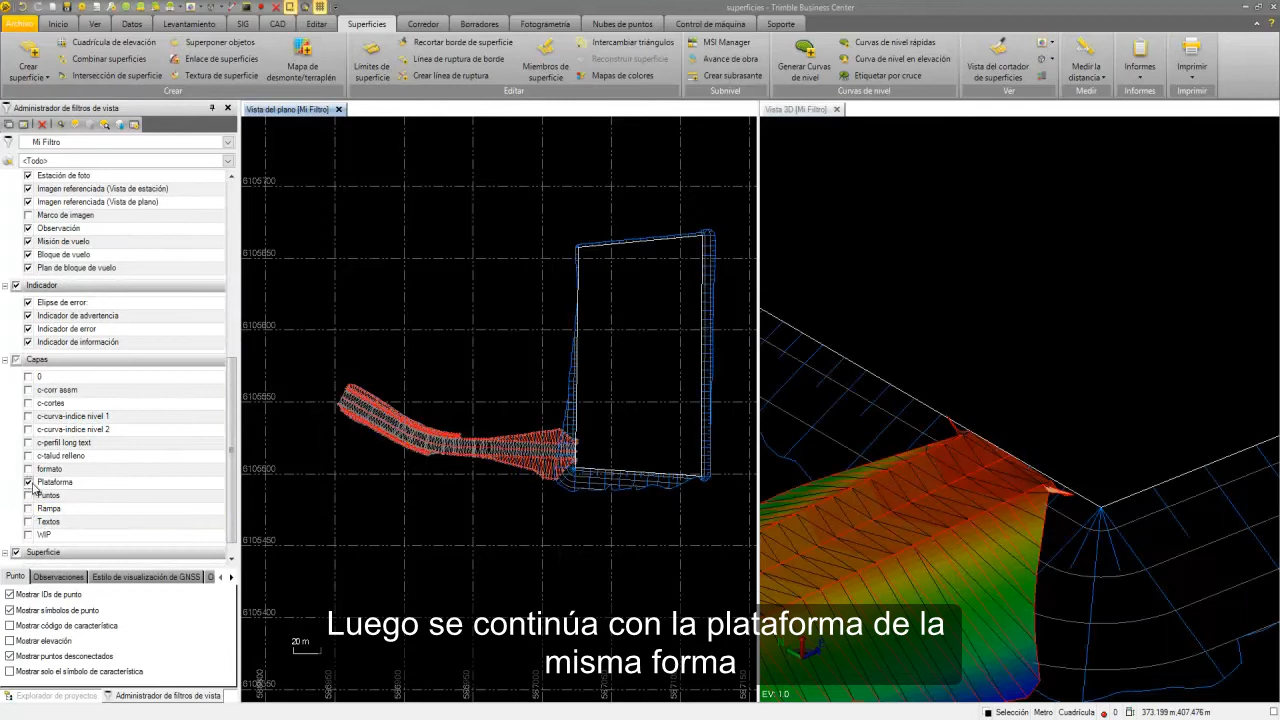 superficies - Trimble Business Center
Archivo Inicio Ver Datos Levantamiento SIG CAD Editar Superficies Corredor Borradores Fotogrametría Nubes de puntos Control de máquina Soporte
Crear superficie
Cuadrícula de elevación
Combinar superficies
Intersección de superficie
Superponer objetos
Enlace de superficies
Textura de superficie
Mapa de desmonte/terraplén
Límites de superficie
Recortar borde de superficie
Línea de ruptura de borde
Crear línea de ruptura
Miembros de superficie
Intercambiar triángulos
Reconstruir superficie
Mapas de colores
MSI Manager
Avance de obra
Crear subrasante
Generar Curvas de nivel
Curvas de nivel rápidas
Curva de nivel en elevación
Etiquetar por cruce
Vista del cortador de superficies
Medir la distancia
Informes
Imprimir
Crear Editar Subnivel Curvas de nivel Ver Medir Informes Imprimir
Administrador de filtros de vista
Mi Filtro
<Todo>
Estación de foto
Imagen referenciada (Vista de estación)
Imagen referenciada (Vista de plano)
Marco de imagen
Observación
Misión de vuelo
Bloque de vuelo
Plan de bloque de vuelo
Indicador
Elipse de error:
Indicador de advertencia
Indicador de error
Indicador de información
Capas
0
c-corr assm
c-cortes
c-curva-indice nivel 1
c-curva-indice nivel 2
c-perfil long text
c-talud relleno
formato
Plataforma
Puntos
Rampa
Textos
WIP
Superficie
Punto Observaciones Estilo de visualización de GNSS
Mostrar IDs de punto
Mostrar símbolos de punto
Mostrar código de característica
Mostrar elevación
Mostrar puntos desconectados
Mostrar solo el símbolo de característica
Explorador de proyectos Administrador de filtros de vista
Vista del plano [Mi Filtro]
20 m
Vista 3D [Mi Filtro]
EV: 1.0
Luego se continúa con la plataforma de la
misma forma
Selección Metro Cuadrícula 0 373.199 m,407.476 m